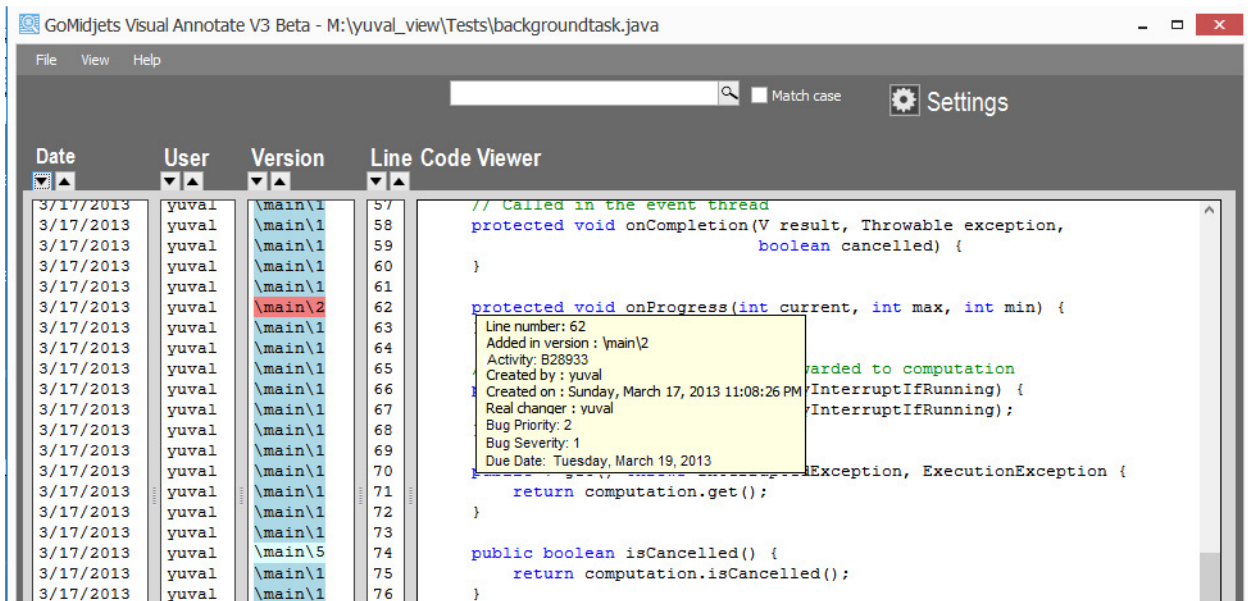 GoMidjets Visual Annotate V3 Beta - M:\yuval_view\Tests\backgroundtask.java
File View Help
Match case Settings
Date User Version Line Code Viewer
3/17/2013 yuval \main\1 57 // Called in the event thread
3/17/2013 yuval \main\1 58 protected void onCompletion(V result, Throwable exception,
3/17/2013 yuval \main\1 59 boolean cancelled) {
3/17/2013 yuval \main\1 60 }
3/17/2013 yuval \main\1 61
3/17/2013 yuval \main\2 62 protected void onProgress(int current, int max, int min) {
3/17/2013 yuval \main\1 63
3/17/2013 yuval \main\1 64
3/17/2013 yuval \main\1 65 warded to computation
3/17/2013 yuval \main\1 66 yInterruptIfRunning) {
3/17/2013 yuval \main\1 67 yInterruptIfRunning);
3/17/2013 yuval \main\1 68
3/17/2013 yuval \main\1 69
3/17/2013 yuval \main\1 70 Exception, ExecutionException {
3/17/2013 yuval \main\1 71 return computation.get();
3/17/2013 yuval \main\1 72 }
3/17/2013 yuval \main\1 73
3/17/2013 yuval \main\5 74 public boolean isCancelled() {
3/17/2013 yuval \main\1 75 return computation.isCancelled();
3/17/2013 yuval \main\1 76 }
Line number: 62
Added in version : \main\2
Activity: B28933
Created by : yuval
Created on : Sunday, March 17, 2013 11:08:26 PM
Real changer : yuval
Bug Priority: 2
Bug Severity: 1
Due Date: Tuesday, March 19, 2013